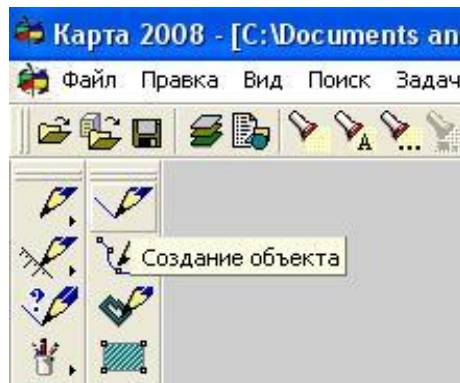 Карта 2008 - [C:\Documents an
Файл Правка Вид Поиск Задач
A
...
?
Создание объекта